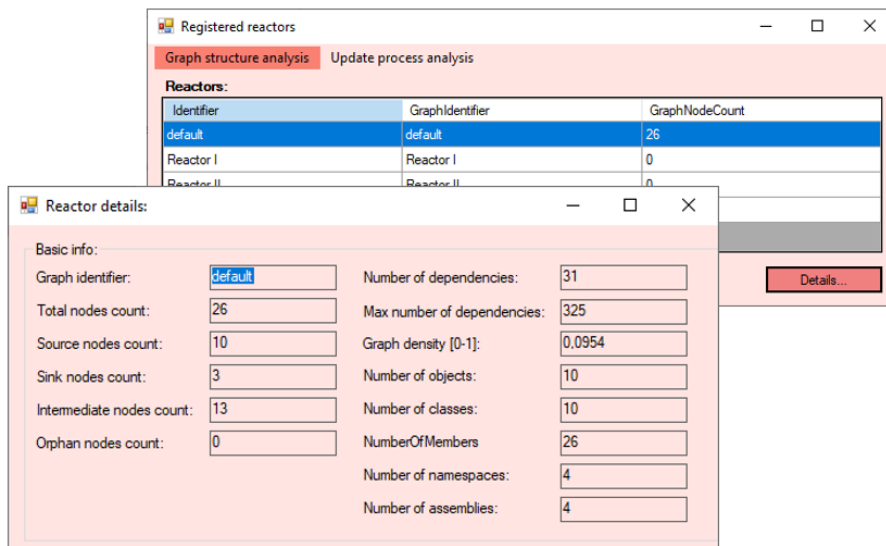 Registered reactors
Graph structure analysis Update process analysis
Reactors:
Identifier GraphIdentifier GraphNodeCount
default default 26
Reactor I Reactor I 0
Reactor II Reactor II 0
Details...
Reactor details:
Basic info:
Graph identifier: default
Total nodes count: 26
Source nodes count: 10
Sink nodes count: 3
Intermediate nodes count: 13
Orphan nodes count: 0
Number of dependencies: 31
Max number of dependencies: 325
Graph density [0-1]: 0,0954
Number of objects: 10
Number of classes: 10
NumberOfMembers 26
Number of namespaces: 4
Number of assemblies: 4